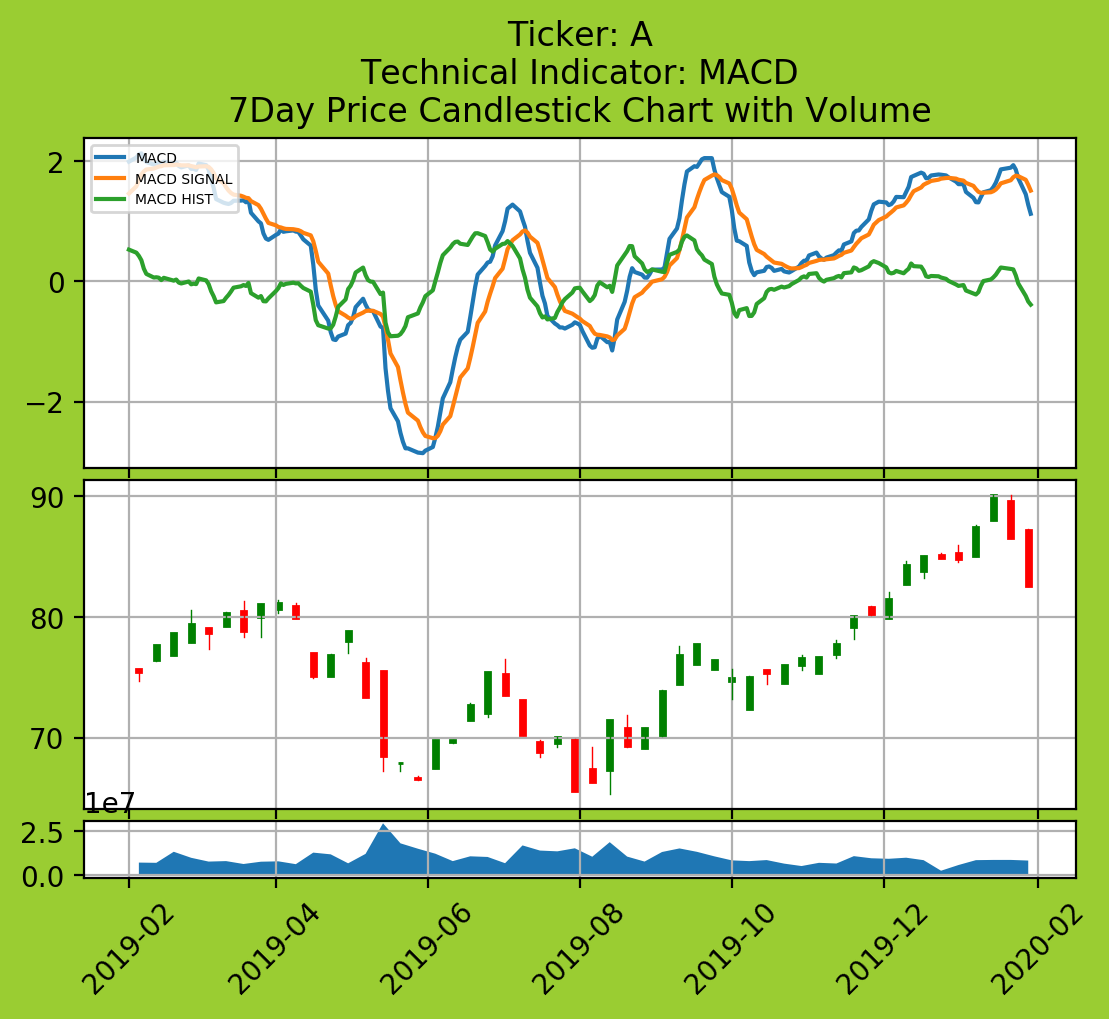 Ticker: A
Technical Indicator: MACD
7Day Price Candlestick Chart with Volume
MACD
MACD SIGNAL
MACD HIST
2
0
−2
90
80
70
1e7
2.5
0.0
2019-02
2019-04
2019-06
2019-08
2019-10
2019-12
2020-02